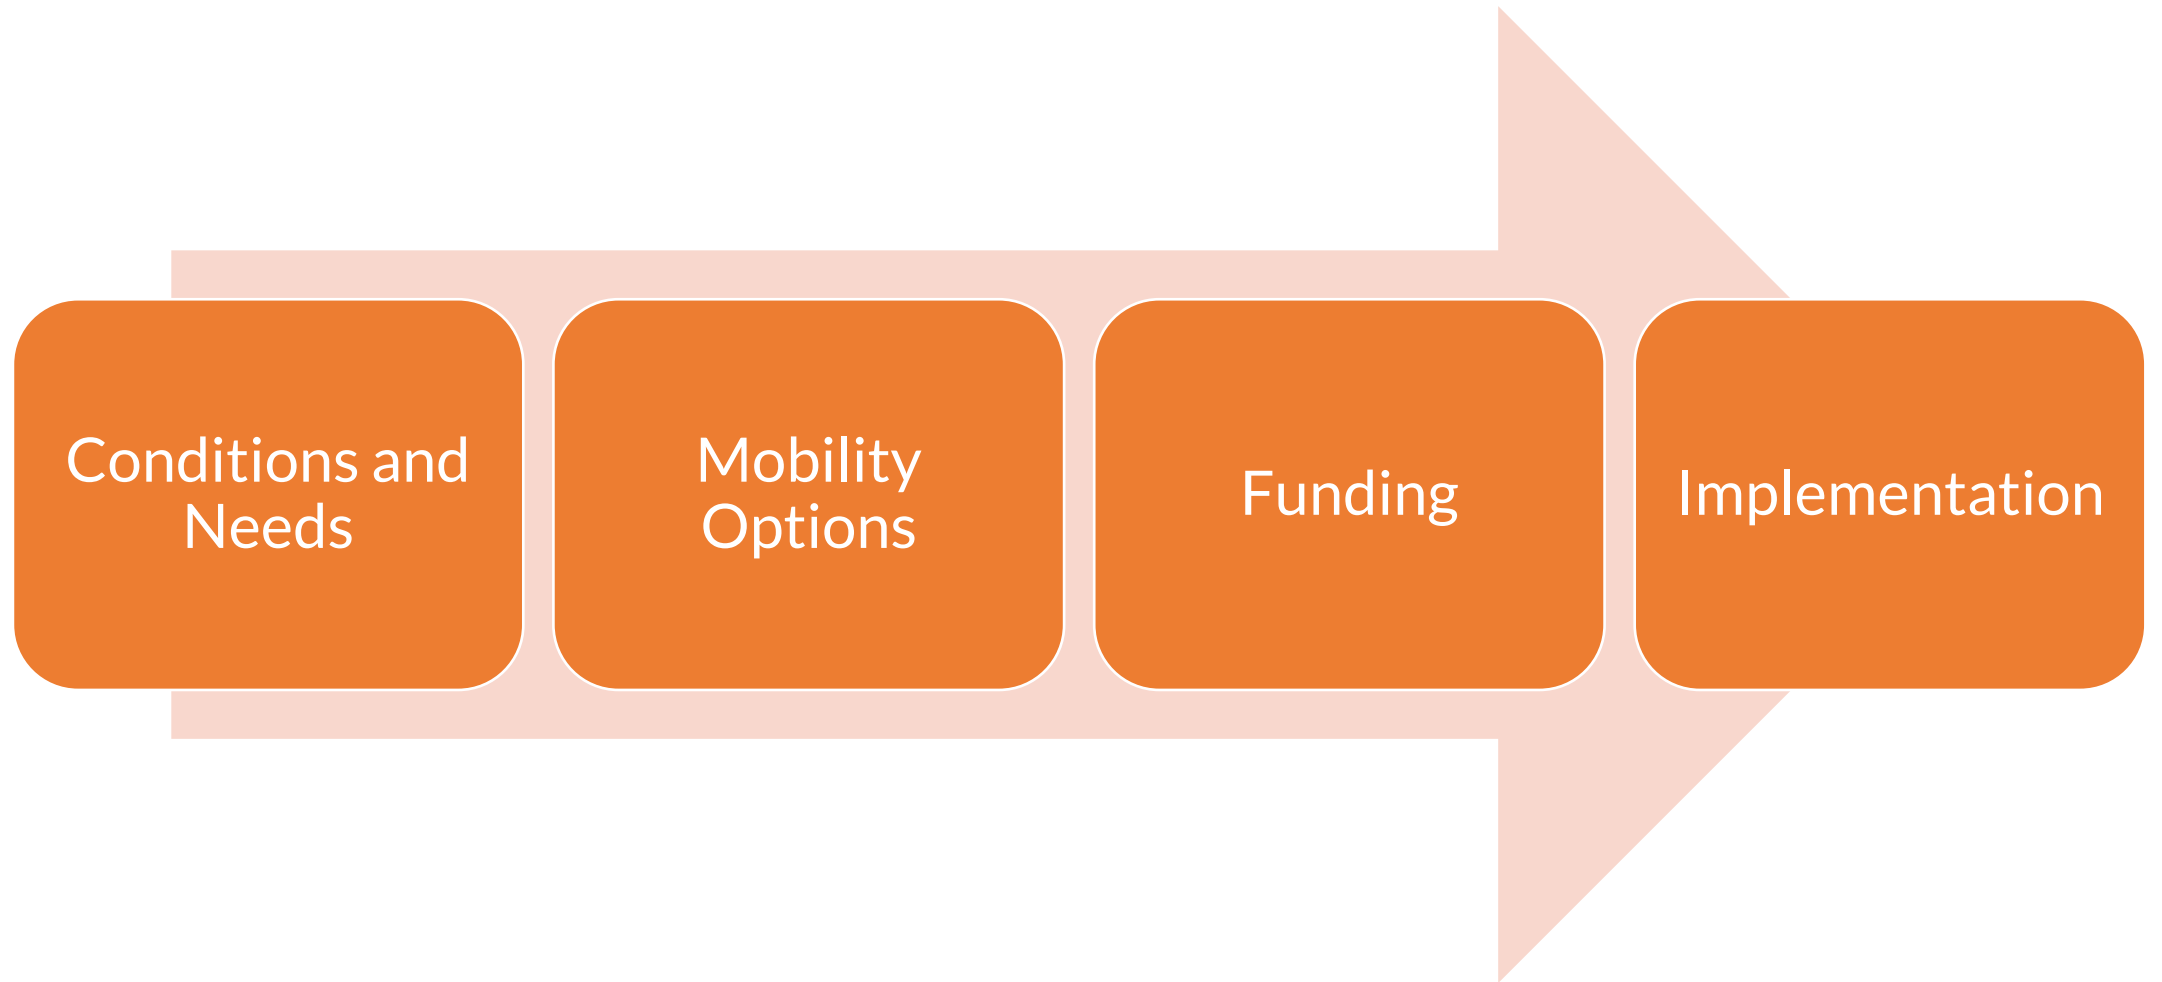 Conditions and
Needs
Mobility
Options
Funding
Implementation